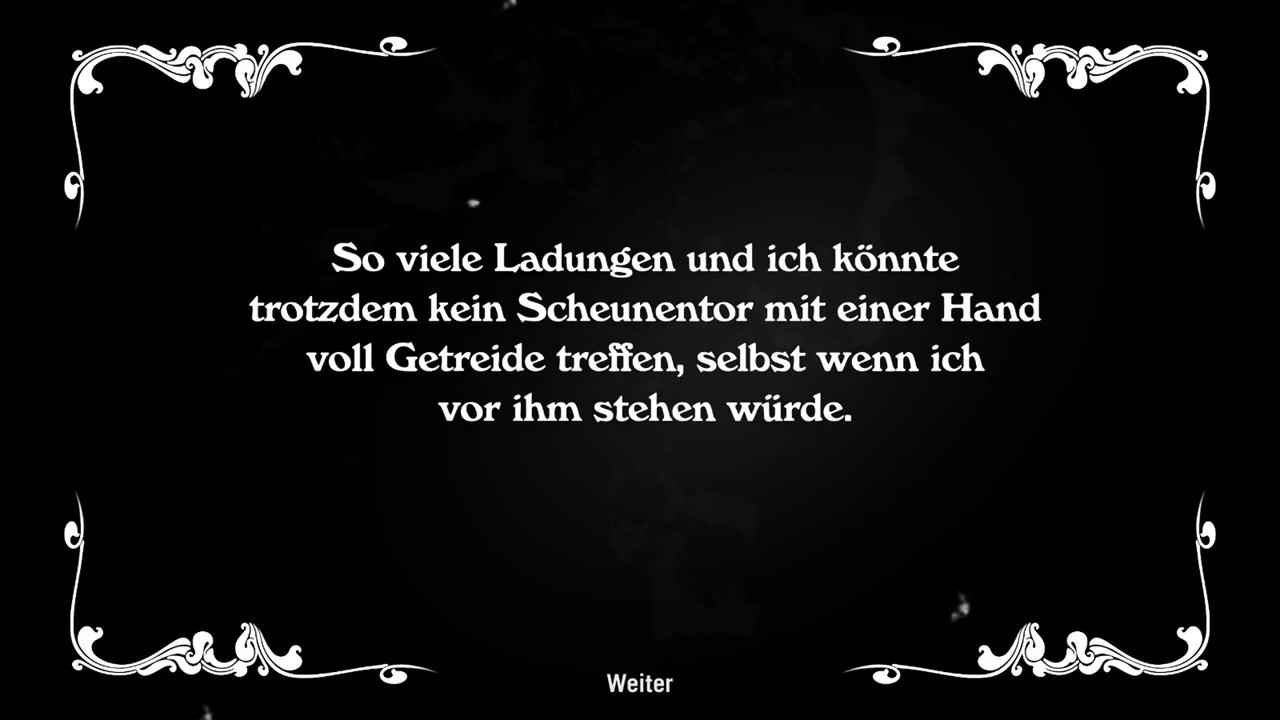 So viele Ladungen und ich könnte
trotzdem kein Scheunentor mit einer Hand
voll Getreide treffen, selbst wenn ich
vor ihm stehen würde.
Weiter